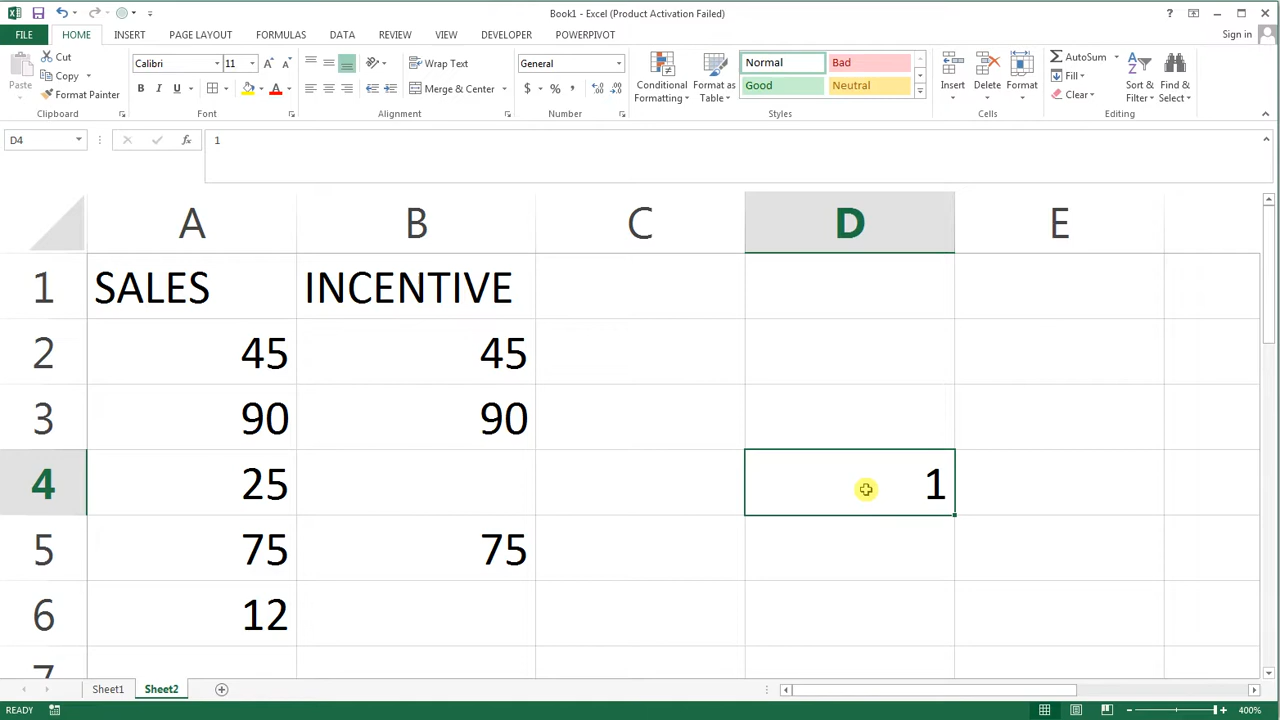 Book1 - Excel (Product Activation Failed)
?
FILE HOME INSERT PAGE LAYOUT FORMULAS DATA REVIEW VIEW DEVELOPER POWERPIVOT Sign in
Paste
Cut
Copy
Format Painter
Clipboard
Calibri 11
B I U
Font
Wrap Text
Merge & Center
Alignment
General
$ % ,
Number
Conditional Formatting
Format as Table
Normal Bad
Good Neutral
Styles
Insert Delete Format
Cells
AutoSum
Fill
Clear
Sort & Filter
Find & Select
Editing
D4 fx 1
A B C D E
1 SALES INCENTIVE
2 45 45
3 90 90
4 25 1
5 75 75
6 12
7
Sheet1 Sheet2
READY 400%